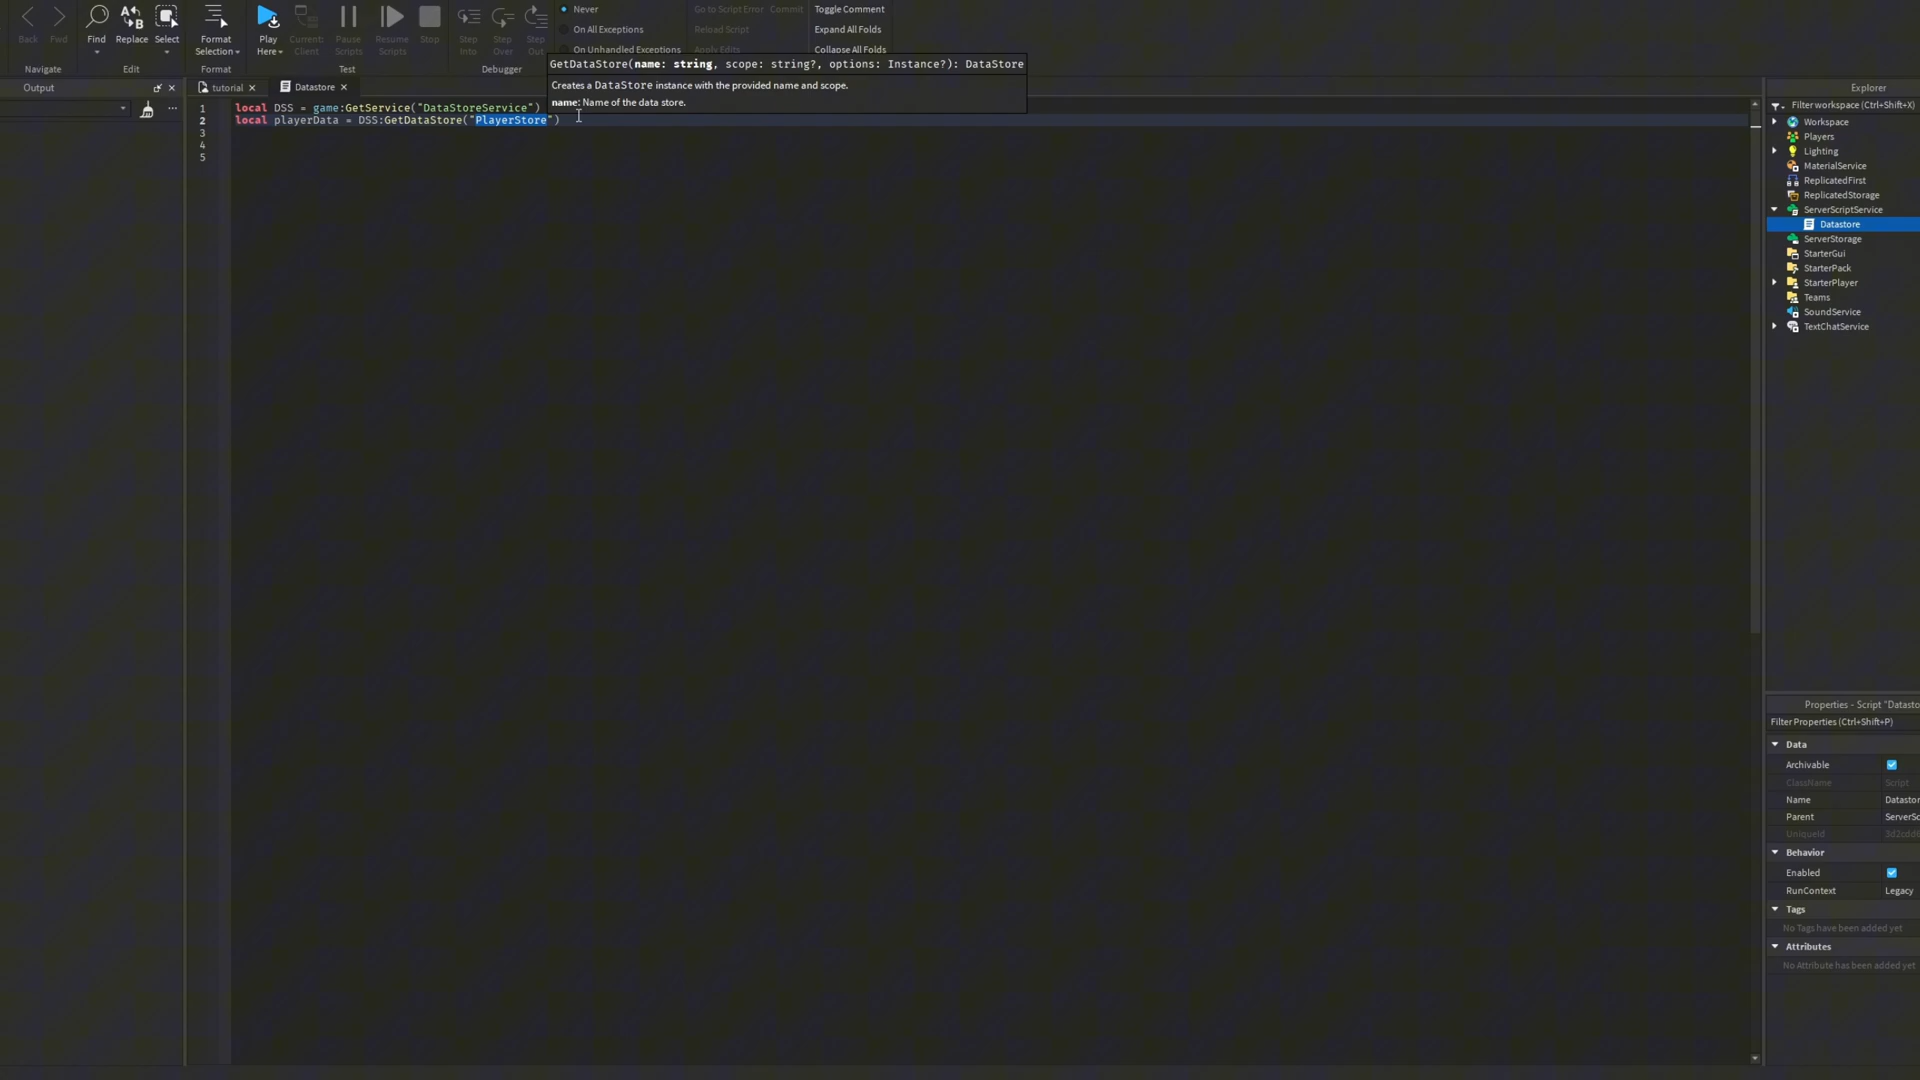 Back
Fwd
Find
Replace
Select
Format Selection
Play Here
Current: Client
Pause Scripts
Resume Scripts
Stop
Step Into
Step Over
Step Out
Never
On All Exceptions
On Unhandled Exceptions
Go to Script Error
Commit
Reload Script
Apply Edits
Toggle Comment
Expand All Folds
Collapse All Folds
Navigate
Edit
Format
Test
Debugger
GetDataStore(name: string, scope: string?, options: Instance?): DataStore
Creates a DataStore instance with the provided name and scope.
name: Name of the data store.
Output
tutorial
Datastore
1 local DSS = game:GetService("DataStoreService")
2 local playerData = DSS:GetDataStore("PlayerStore")
3
4
5
Explorer
Filter workspace (Ctrl+Shift+X)
Workspace
Players
Lighting
MaterialService
ReplicatedFirst
ReplicatedStorage
ServerScriptService
Datastore
ServerStorage
StarterGui
StarterPack
StarterPlayer
Teams
SoundService
TextChatService
Properties - Script "Datasto
Filter Properties (Ctrl+Shift+P)
Data
Archivable
ClassName Script
Name Datastor
Parent ServerSc
UniqueId
Behavior
Enabled
RunContext Legacy
Tags
No Tags have been added yet
Attributes
No Attribute has been added yet